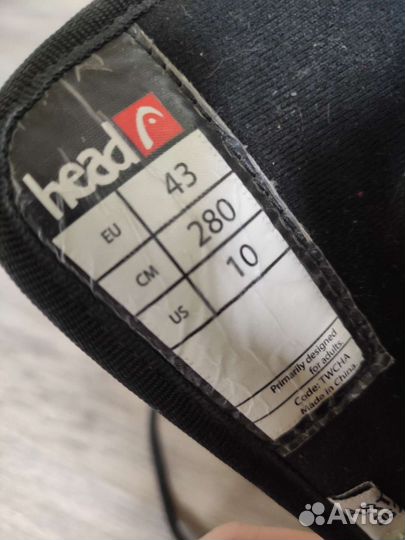 head
EU 43
CM 280
US 10
Primarily designed
for adults.
Code: TWCHA
Made in China.
Avito